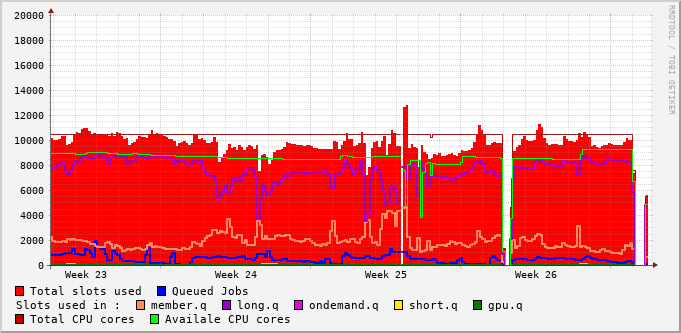 20000
18000
16000
14000
12000
10000
8000
6000
4000
2000
0
Week 23 Week 24 Week 25 Week 26
Total slots used Queued Jobs
Slots used in : member.q long.q ondemand.q short.q gpu.q
Total CPU cores Availale CPU cores
RRDTOOL / TOBI OETIKER